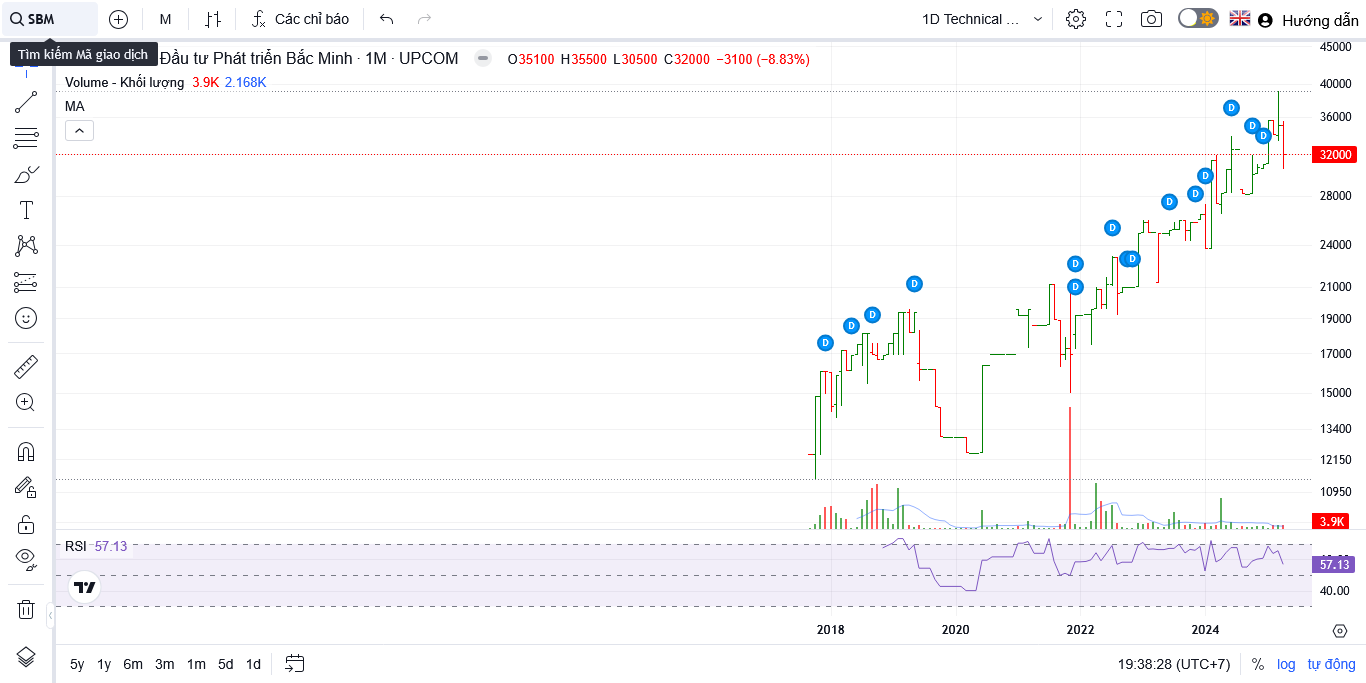 SBM
M
Các chỉ báo
1D Technical ...
Hướng dẫn
Tìm kiếm Mã giao dịch
Đầu tư Phát triển Bắc Minh · 1M · UPCOM
O35100 H35500 L30500 C32000 −3100 (−8.83%)
Volume - Khối lượng 3.9K 2.168K
MA
45000
40000
36000
32000
28000
24000
21000
19000
17000
15000
13400
12150
10950
3.9K
D
D
D
D
D
D
D
D
D
D
D
D
D
D
RSI 57.13
57.13
40.00
2018
2020
2022
2024
5y 1y 6m 3m 1m 5d 1d
19:38:28 (UTC+7)
%
log
tự động